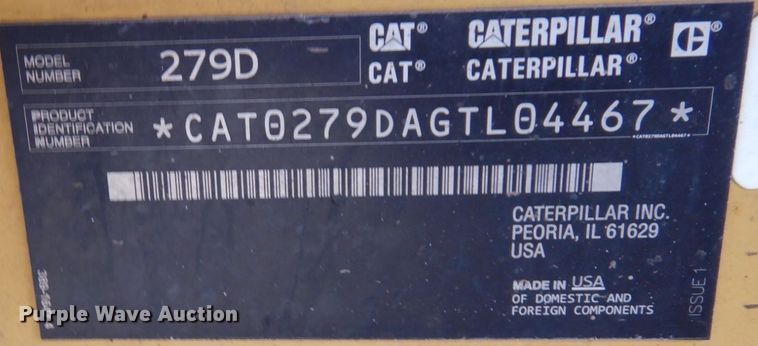 MODEL NUMBER 279D
CAT® CATERPILLAR®
CAT® CATERPILLAR®
PRODUCT IDENTIFICATION NUMBER *CAT0279DAGTL04467*
*CAT0279DAGTL04467*
CATERPILLAR INC.
PEORIA, IL 61629
USA
MADE IN USA
OF DOMESTIC AND
FOREIGN COMPONENTS
ISSUE 1
Purple Wave Auction